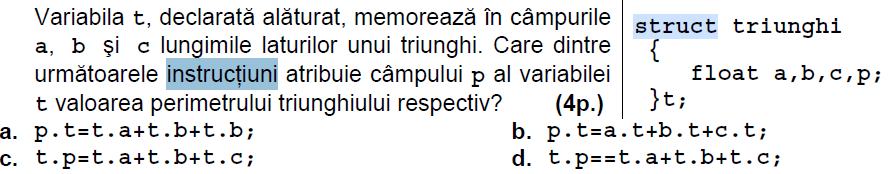 Variabila t, declarată alăturat, memorează în câmpurile
a, b şi c lungimile laturilor unui triunghi. Care dintre
următoarele instrucțiuni atribuie câmpului p al variabilei
t valoarea perimetrului triunghiului respectiv? (4p.)
struct triunghi
{
float a,b,c,p;
}t;
a. p.t=t.a+t.b+t.b;
b. p.t=a.t+b.t+c.t;
c. t.p=t.a+t.b+t.c;
d. t.p==t.a+t.b+t.c;